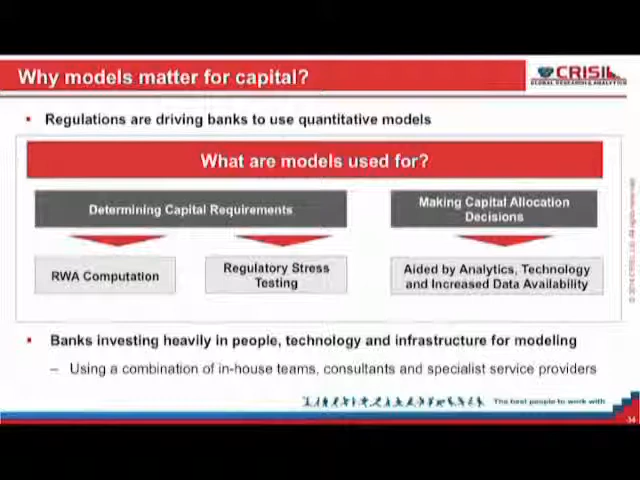 Why models matter for capital?
CRISIL
GLOBAL RESEARCH & ANALYTICS
▪ Regulations are driving banks to use quantitative models
What are models used for?
Determining Capital Requirements
Making Capital Allocation
Decisions
RWA Computation
Regulatory Stress
Testing
Aided by Analytics, Technology
and Increased Data Availability
▪ Banks investing heavily in people, technology and infrastructure for modeling
– Using a combination of in-house teams, consultants and specialist service providers
The best people to work with
34